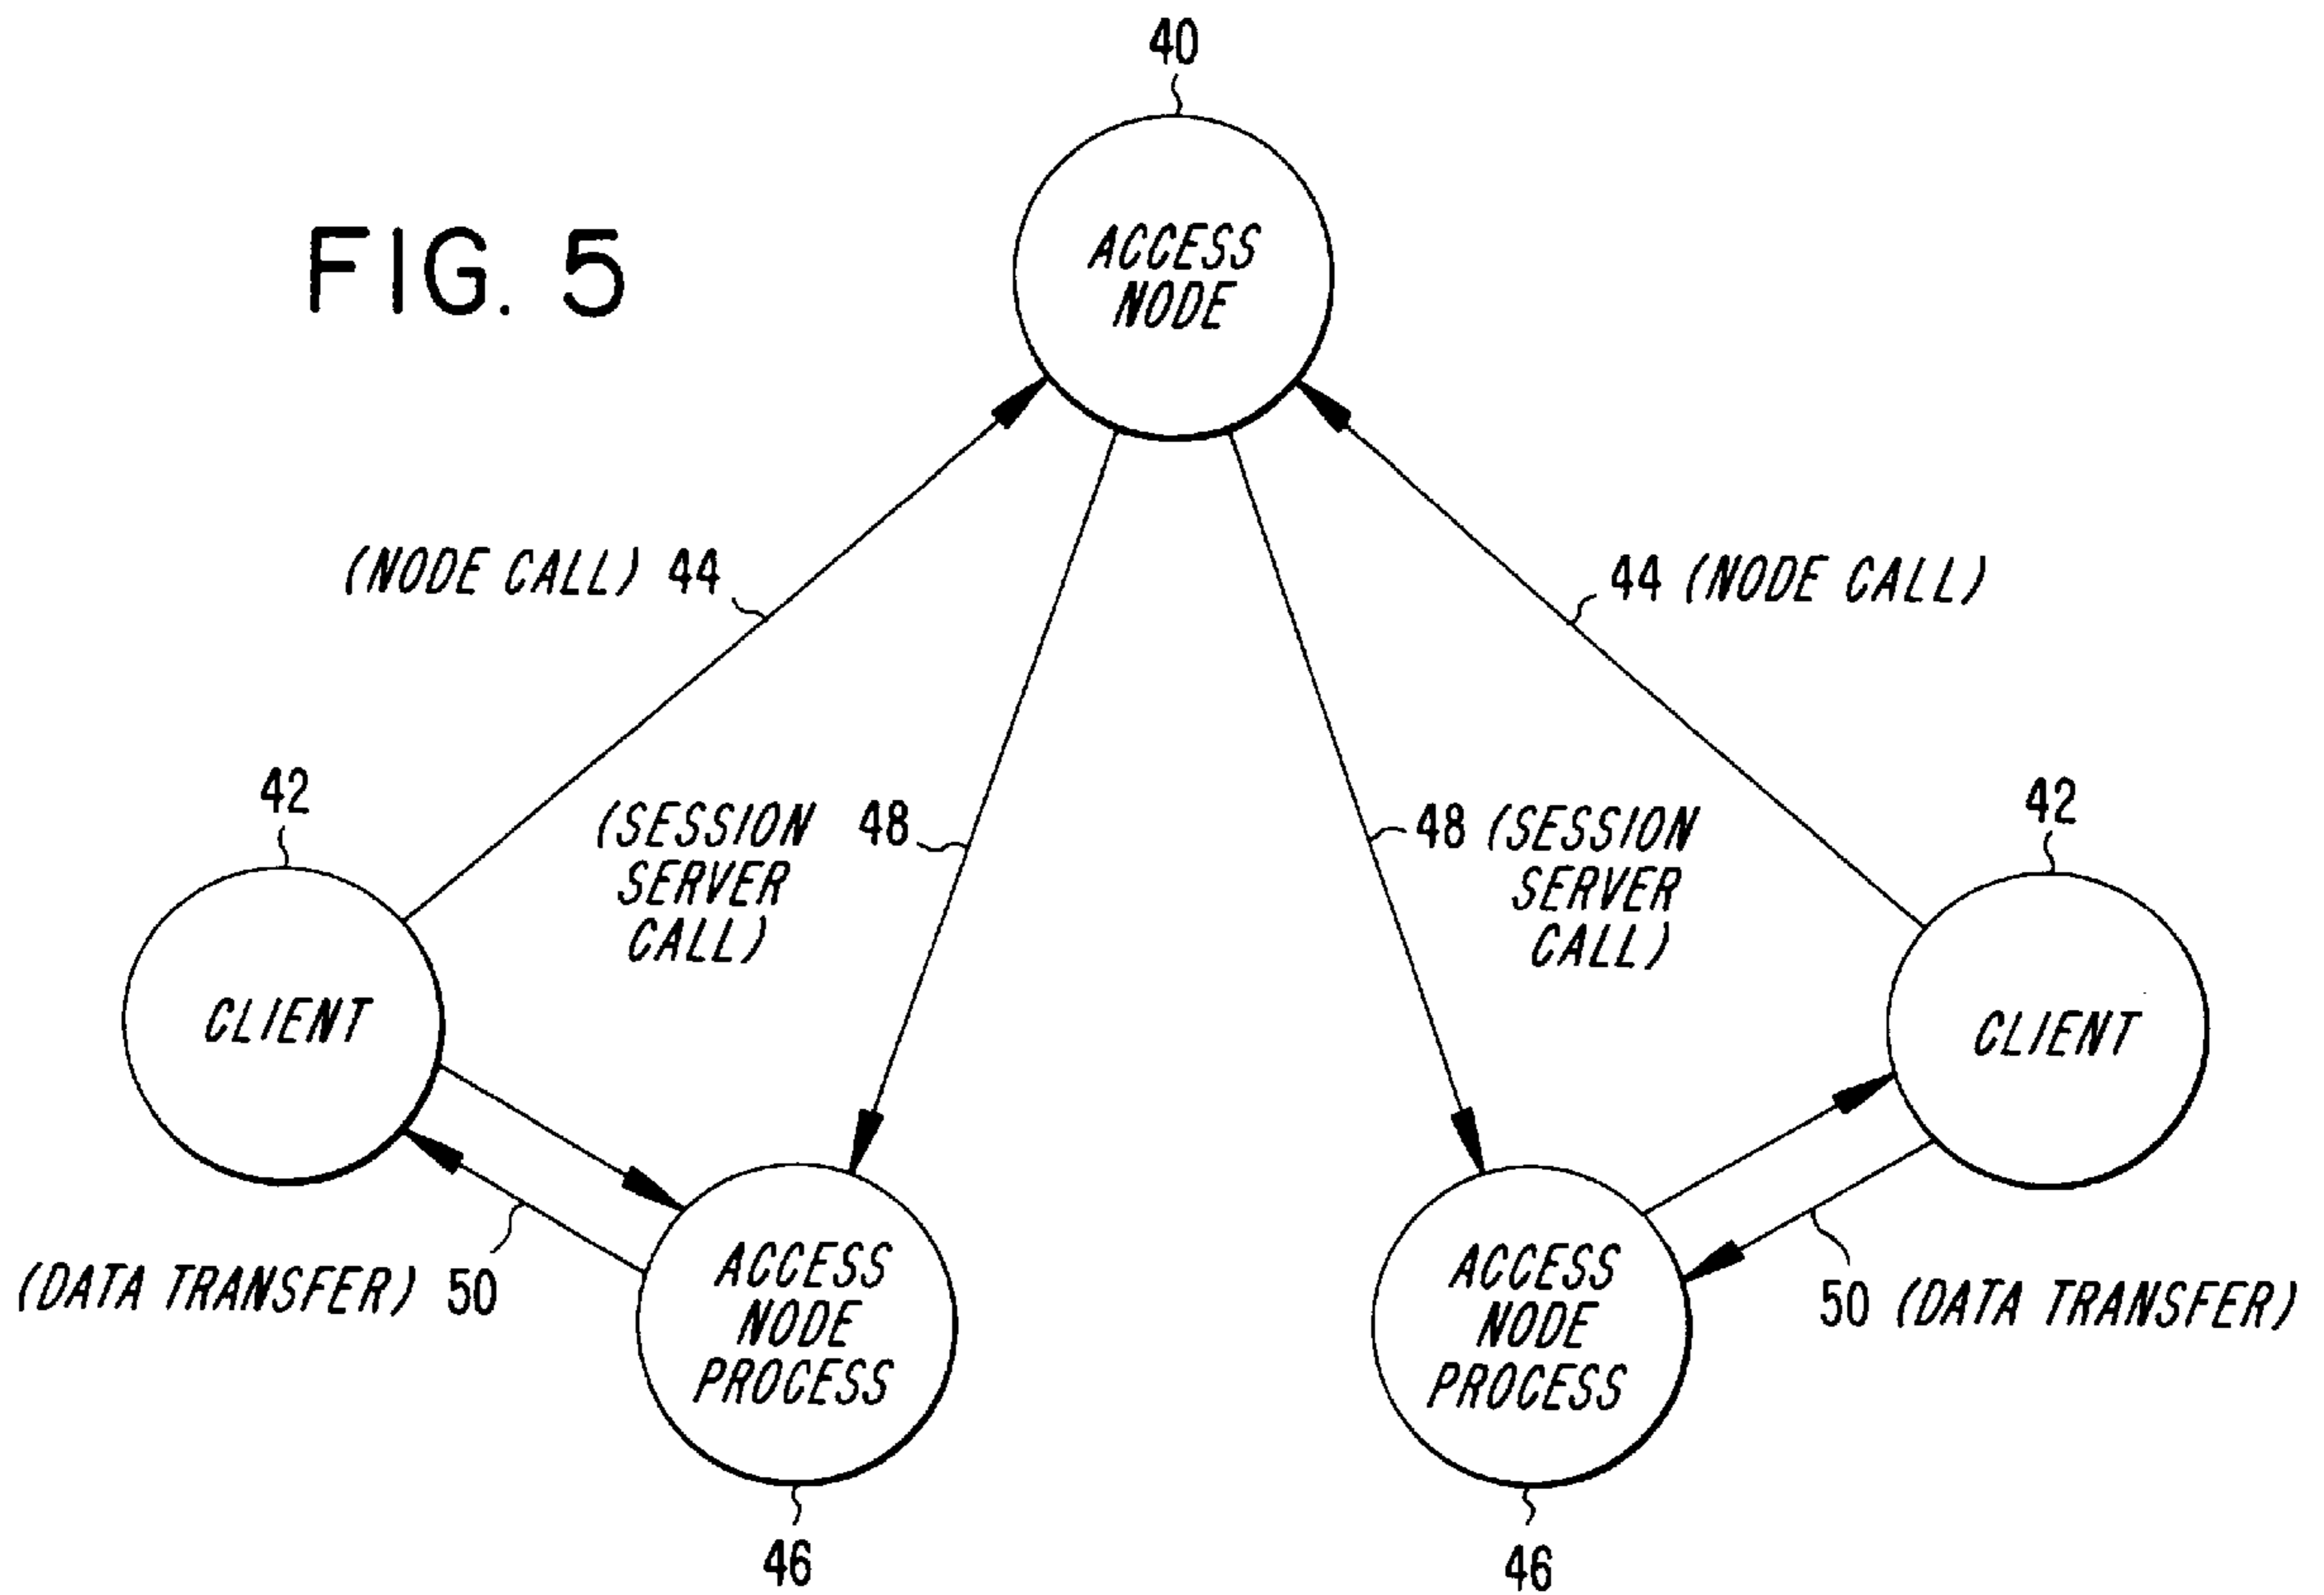 40
FIG. 5
ACCESS
NODE
(NODE CALL) 44
44 (NODE CALL)
42
(SESSION
SERVER
CALL)
48
48 (SESSION
SERVER
CALL)
42
CLIENT
CLIENT
(DATA TRANSFER) 50
ACCESS
NODE
PROCESS
ACCESS
NODE
PROCESS
50 (DATA TRANSFER)
46
46